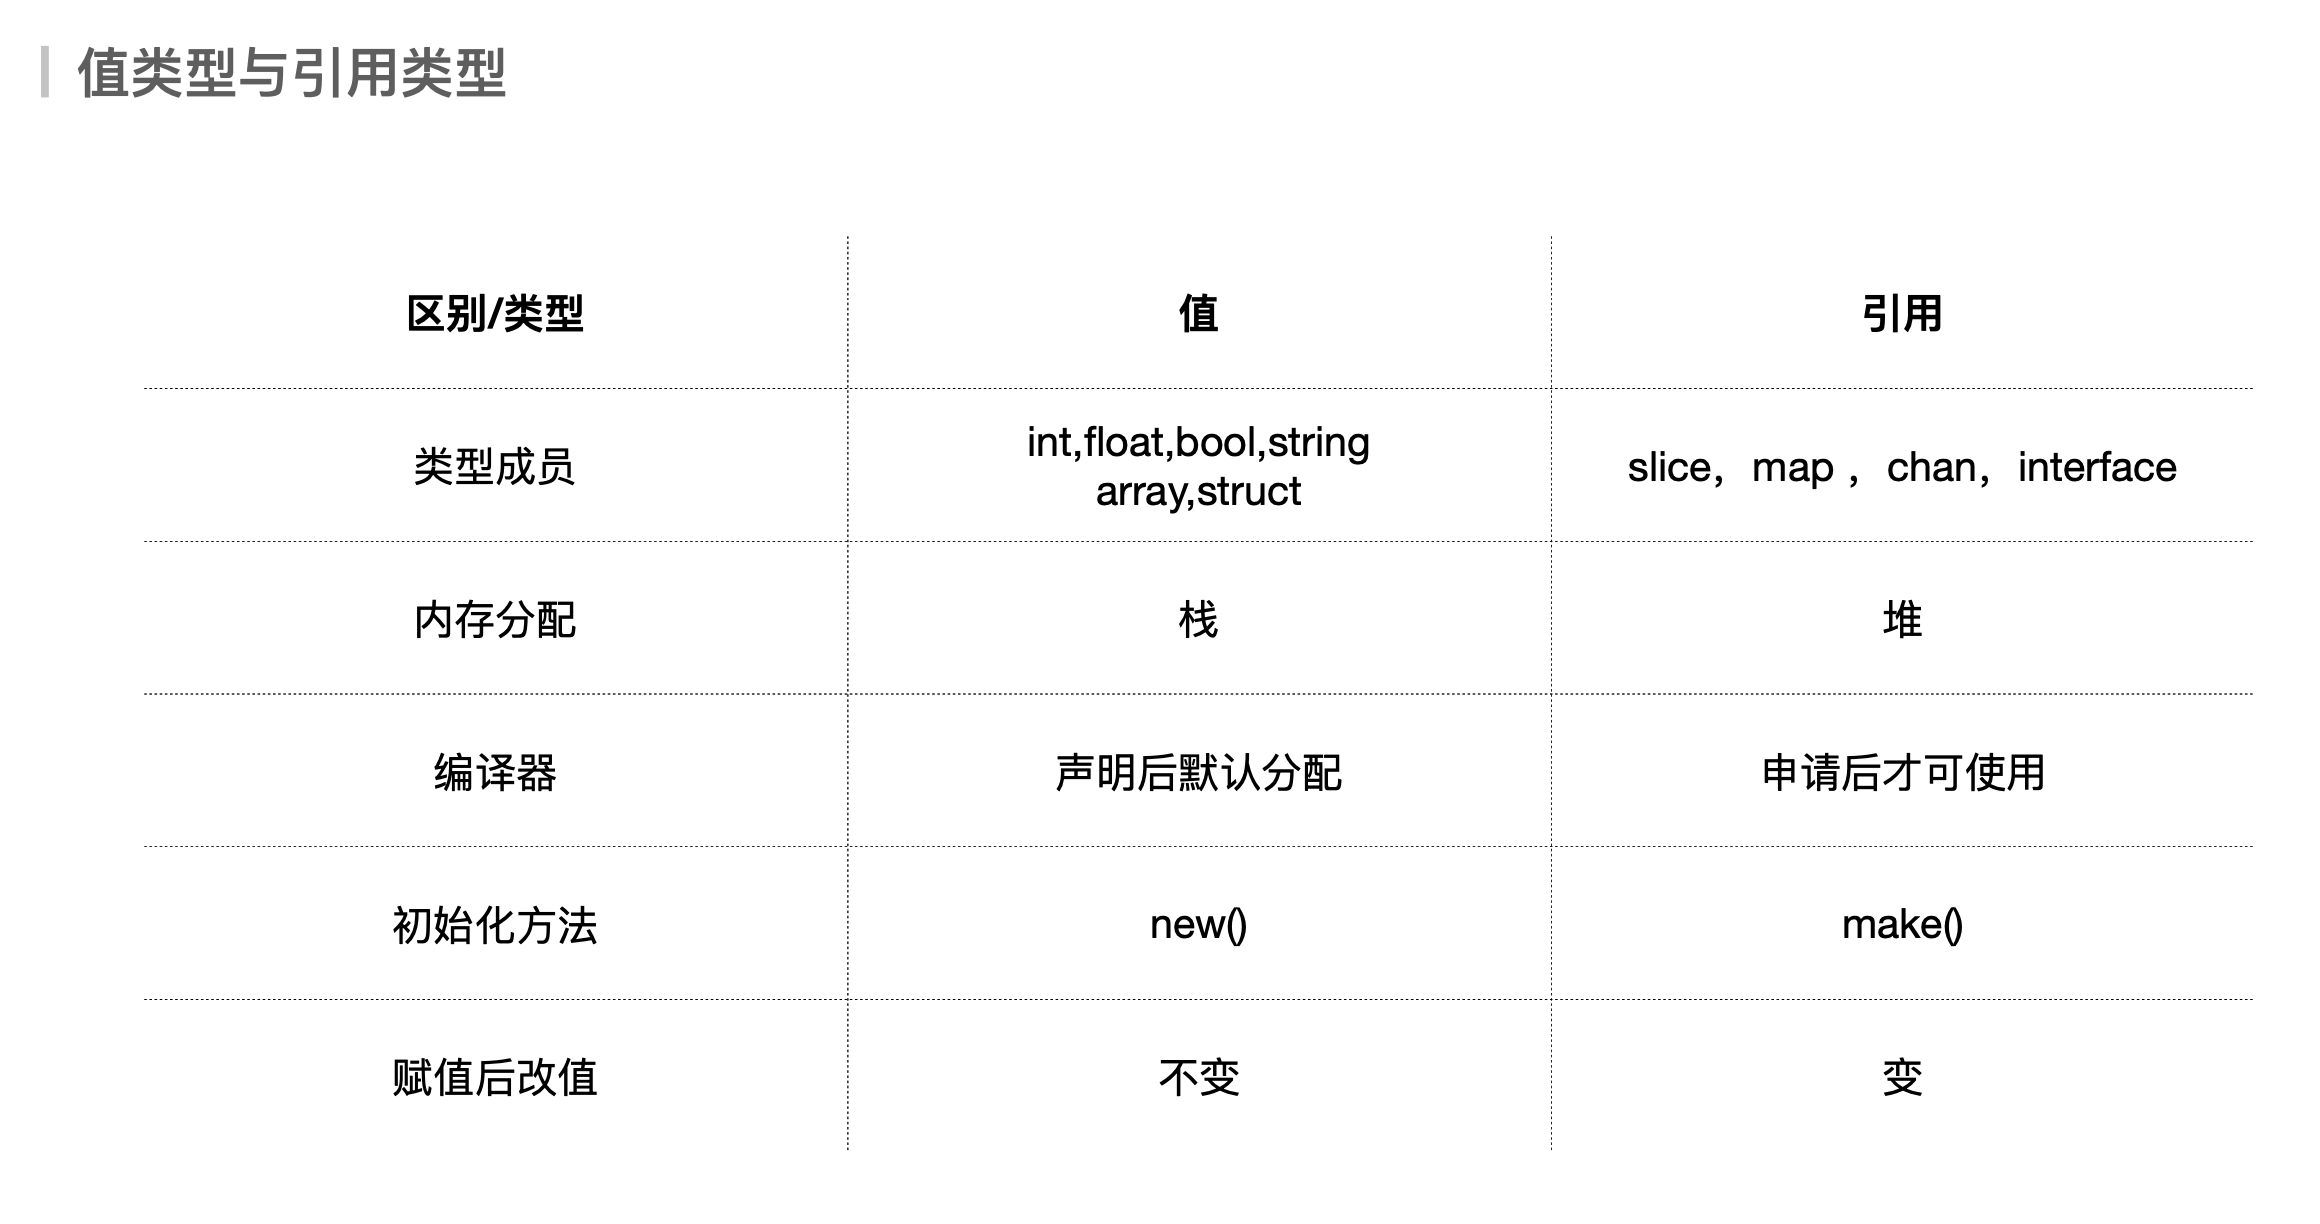 值类型与引用类型
区别/类型
值
引用
类型成员
int,float,bool,string
array,struct
slice，map ，chan，interface
内存分配
栈
堆
编译器
声明后默认分配
申请后才可使用
初始化方法
new()
make()
赋值后改值
不变
变